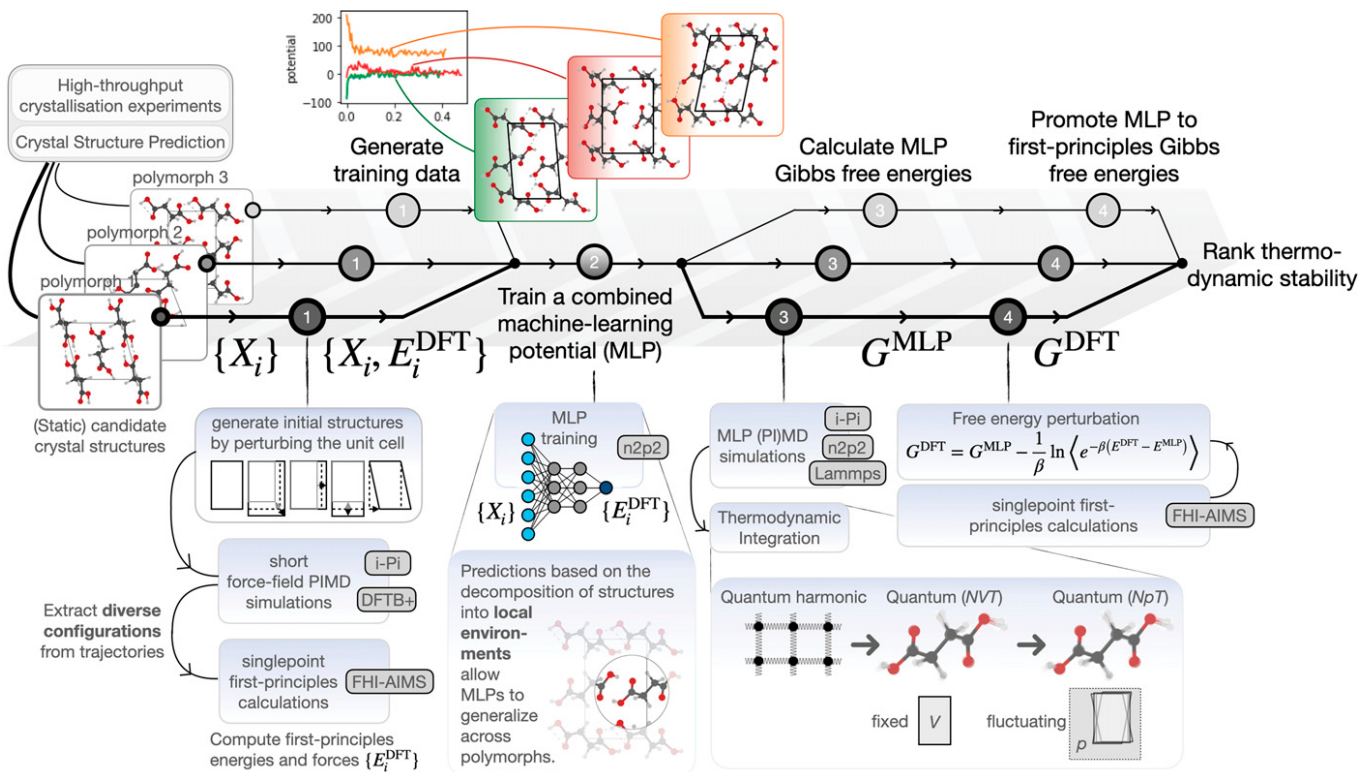 200
100
0
−100
potential
0.0
0.2
0.4
High-throughput
crystallisation experiments
Crystal Structure Prediction
Generate
training data
Calculate MLP
Gibbs free energies
Promote MLP to
first-principles Gibbs
free energies
polymorph 3
polymorph 2
polymorph 1
1
3
4
1
2
3
4
1
3
4
Rank thermo-
dynamic stability
Train a combined
machine-learning
potential (MLP)
{X_i}
{X_i, E_i^DFT}
G^MLP
G^DFT
(Static) candidate
crystal structures
generate initial structures
by perturbing the unit cell
short
force-field PIMD
simulations
i-Pi
DFTB+
Extract diverse
configurations
from trajectories
singlepoint
first-principles
calculations
FHI-AIMS
Compute first-principles
energies and forces {E_i^DFT}
MLP
training
n2p2
{X_i}
{E_i^DFT}
Predictions based on the
decomposition of structures
into local environ-
ments
allow
MLPs to
generalize
across
polymorphs.
MLP (PI)MD
simulations
i-Pi
n2p2
Lammps
Thermodynamic
Integration
Free energy perturbation
G^DFT = G^MLP − 1/β ln ⟨e^−β(E^DFT − E^MLP)⟩
singlepoint first-
principles calculations
FHI-AIMS
Quantum harmonic
Quantum (NVT)
Quantum (NpT)
fixed
V
fluctuating
p